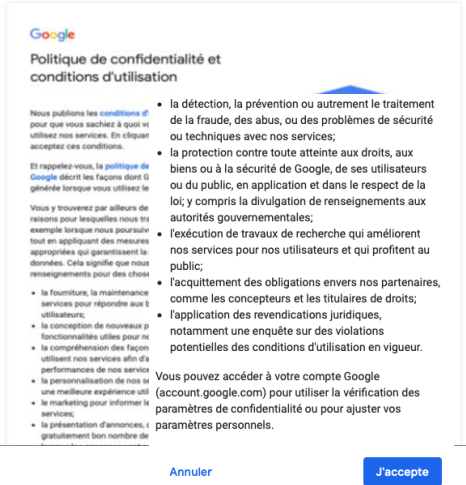 Google
Politique de confidentialité et
conditions d'utilisation
Nous publions les conditions d'
pour que vous sachiez à quoi vo
utilisez nos services. En cliquan
acceptez ces conditions.
Et rappelez-vous, la politique de
Google décrit les façons dont G
générée lorsque vous utilisez le
Vous y trouverez par ailleurs de
raisons pour lesquelles nous tra
exemple lorsque nous poursuiv
tout en appliquant des mesures
appropriées qui garantissent la
données. Cela signifie que nous
renseignements pour des chose
• la fourniture, la maintenance
services pour répondre aux b
utilisateurs;
• la conception de nouveaux p
fonctionnalités utiles pour no
• la compréhension des façon
utilisent nos services afin d'a
performances de nos service
• la personnalisation de nos se
une meilleure expérience util
• le marketing pour informer le
services;
• la présentation d'annonces, c
gratuitement bon nombre de
• la détection, la prévention ou autrement le traitement
de la fraude, des abus, ou des problèmes de sécurité
ou techniques avec nos services;
• la protection contre toute atteinte aux droits, aux
biens ou à la sécurité de Google, de ses utilisateurs
ou du public, en application et dans le respect de la
loi; y compris la divulgation de renseignements aux
autorités gouvernementales;
• l'exécution de travaux de recherche qui améliorent
nos services pour nos utilisateurs et qui profitent au
public;
• l'acquittement des obligations envers nos partenaires,
comme les concepteurs et les titulaires de droits;
• l'application des revendications juridiques,
notamment une enquête sur des violations
potentielles des conditions d'utilisation en vigueur.
Vous pouvez accéder à votre compte Google
(account.google.com) pour utiliser la vérification des
paramètres de confidentialité ou pour ajuster vos
paramètres personnels.
Annuler
J'accepte